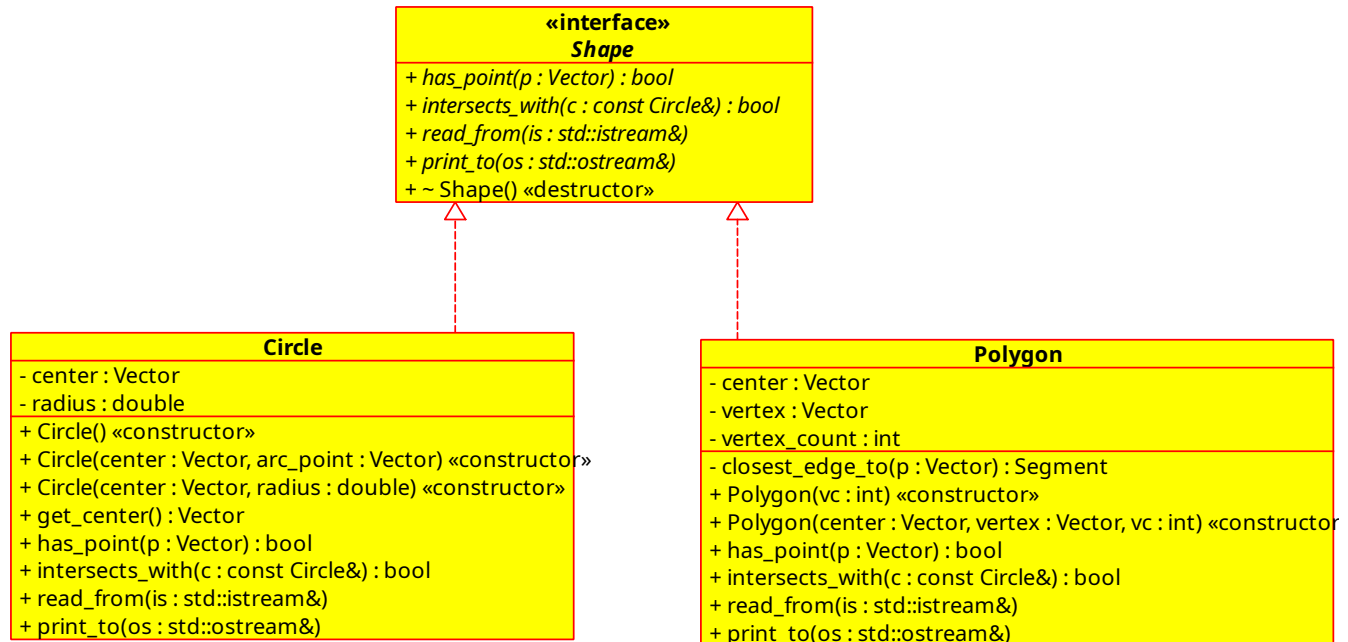 «interface»
Shape
+ has_point(p : Vector) : bool
+ intersects_with(c : const Circle&) : bool
+ read_from(is : std::istream&)
+ print_to(os : std::ostream&)
+ ~ Shape() «destructor»
Circle
- center : Vector
- radius : double
+ Circle() «constructor»
+ Circle(center : Vector, arc_point : Vector) «constructor»
+ Circle(center : Vector, radius : double) «constructor»
+ get_center() : Vector
+ has_point(p : Vector) : bool
+ intersects_with(c : const Circle&) : bool
+ read_from(is : std::istream&)
+ print_to(os : std::ostream&)
Polygon
- center : Vector
- vertex : Vector
- vertex_count : int
- closest_edge_to(p : Vector) : Segment
+ Polygon(vc : int) «constructor»
+ Polygon(center : Vector, vertex : Vector, vc : int) «constructor
+ has_point(p : Vector) : bool
+ intersects_with(c : const Circle&) : bool
+ read_from(is : std::istream&)
+ print_to(os : std::ostream&)